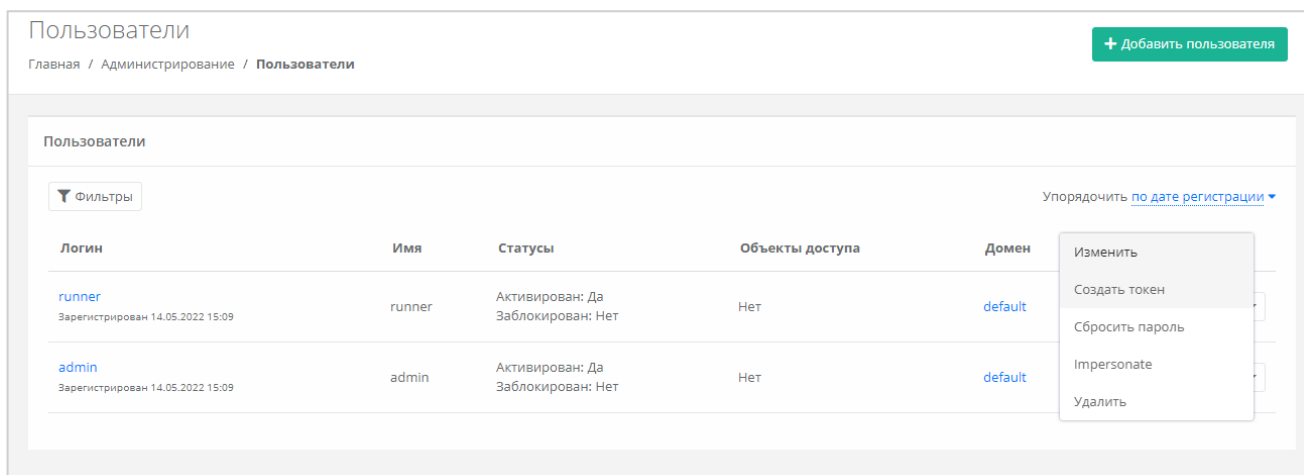 Пользователи
+ Добавить пользователя
Главная / Администрирование / Пользователи
Пользователи
Фильтры
Упорядочить по дате регистрации
Логин Имя Статусы Объекты доступа Домен
runner
Зарегистрирован 14.05.2022 15:09
runner
Активирован: Да
Заблокирован: Нет
Нет
default
admin
Зарегистрирован 14.05.2022 15:09
admin
Активирован: Да
Заблокирован: Нет
Нет
default
Изменить
Создать токен
Сбросить пароль
Impersonate
Удалить